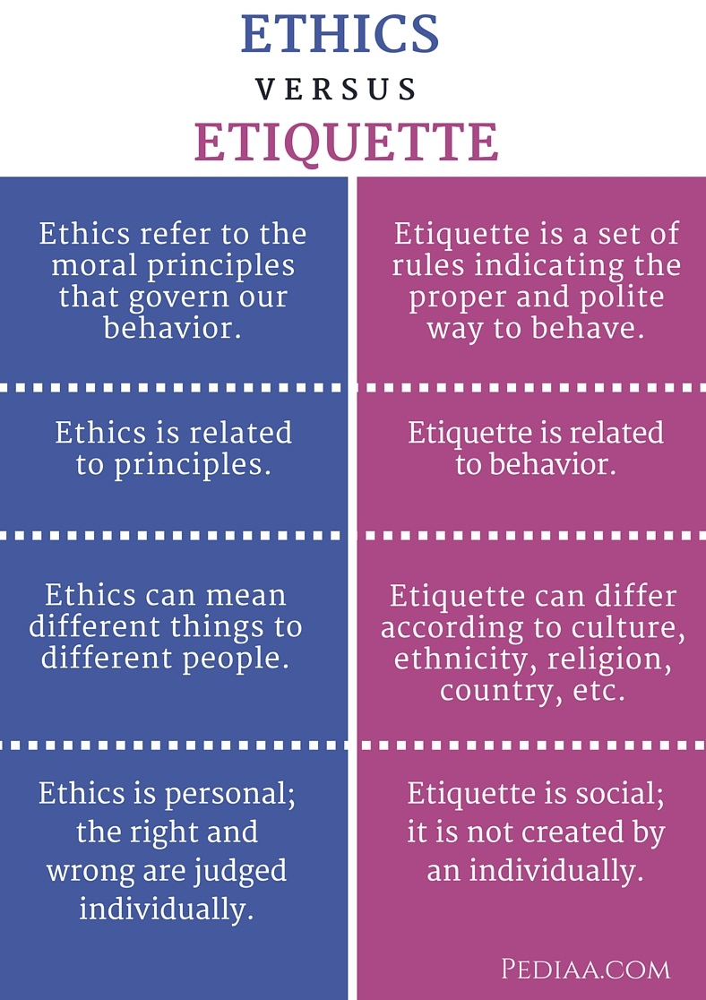 ETHICS
VERSUS
ETIQUETTE
Ethics refer to the
moral principles
that govern our
behavior.
Etiquette is a set of
rules indicating the
proper and polite
way to behave.
Ethics is related
to principles.
Etiquette is related
to behavior.
Ethics can mean
different things to
different people.
Etiquette can differ
according to culture,
ethnicity, religion,
country, etc.
Ethics is personal;
the right and
wrong are judged
individually.
Etiquette is social;
it is not created by
an individually.
PEDIAA.COM